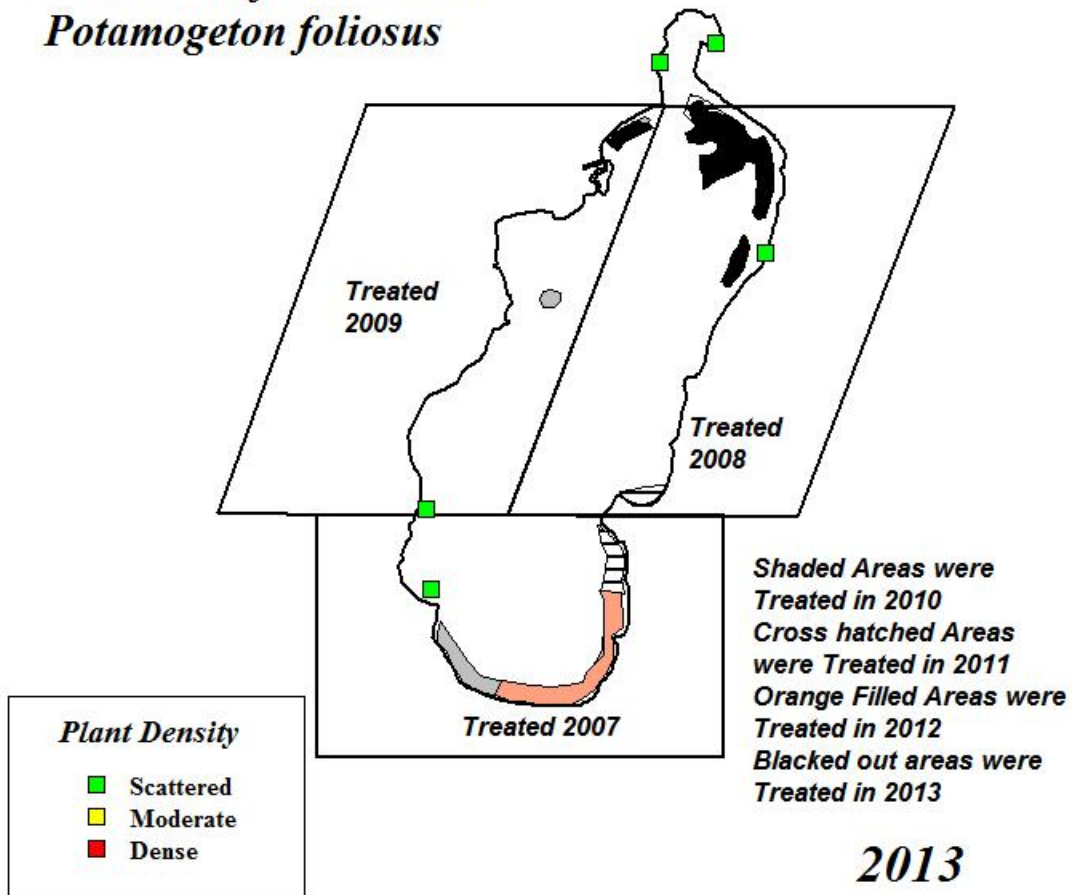 Potamogeton foliosus
Treated
2009
Treated
2008
Shaded Areas were
Treated in 2010
Cross hatched Areas
were Treated in 2011
Orange Filled Areas were
Treated in 2012
Blacked out areas were
Treated in 2013
Treated 2007
Plant Density
Scattered
Moderate
Dense
2013